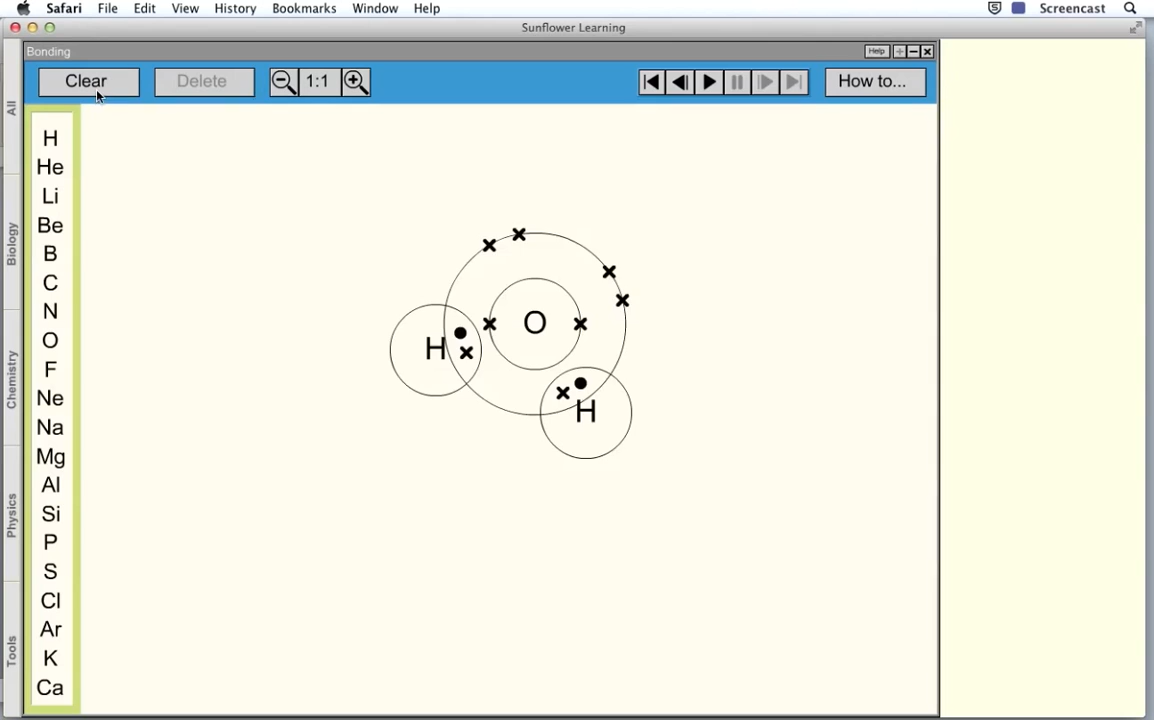 Safari File Edit View History Bookmarks Window Help Screencast
Sunflower Learning
Bonding Help
Clear Delete 1:1 How to...
All
Biology
Chemistry
Physics
Tools
H
He
Li
Be
B
C
N
O
F
Ne
Na
Mg
Al
Si
P
S
Cl
Ar
K
Ca
O
H
H